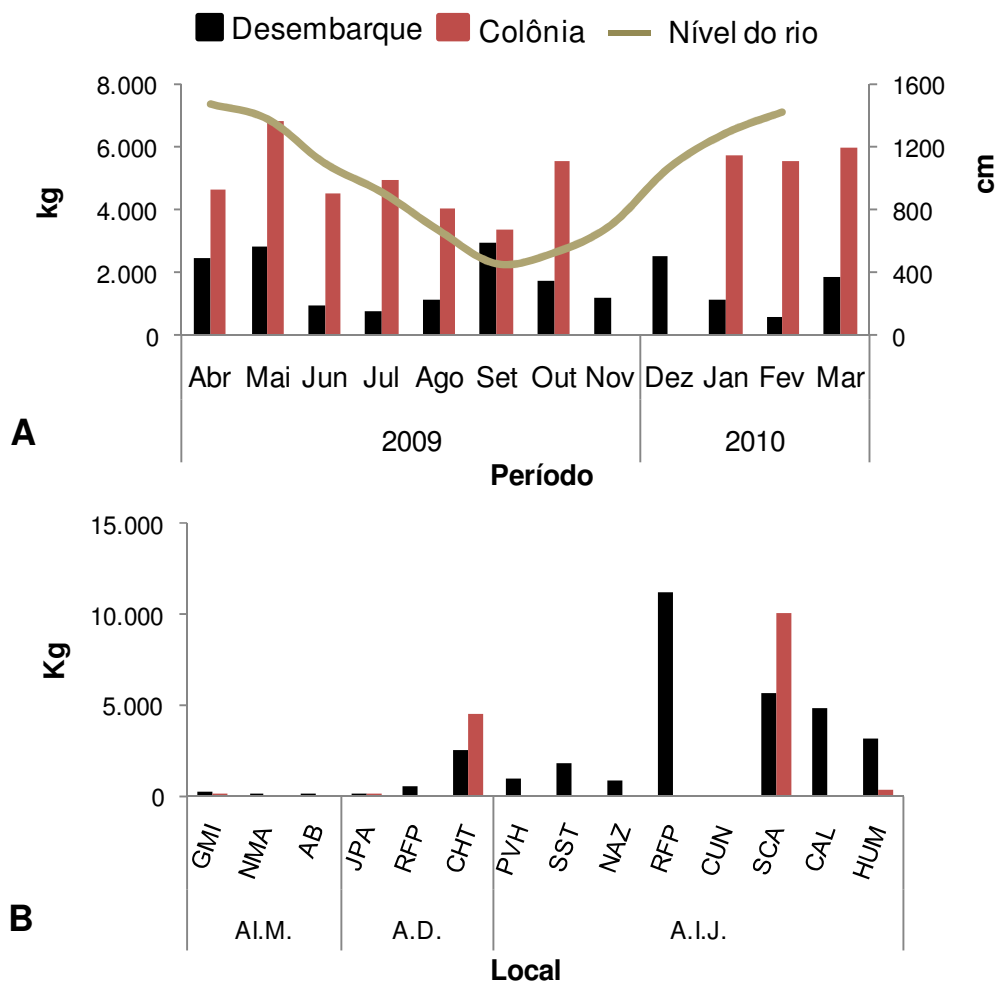 Desembarque Colônia Nível do rio
8.000 1600
6.000 1200
4.000 800
2.000 400
0 0
kg
cm
Abr Mai Jun Jul Ago Set Out Nov Dez Jan Fev Mar
2009 2010
A
Período
15.000
10.000
5.000
0
Kg
GMI NMA AB JPA RFP CHT PVH SST NAZ RFP CUN SCA CAL HUM
AI.M. A.D. A.I.J.
B
Local